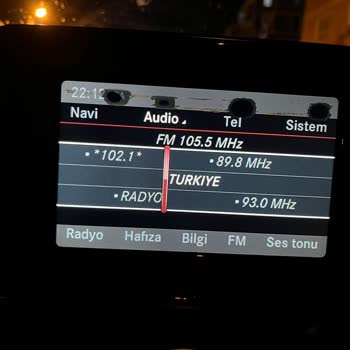 22:12
Navi Audio Tel Sistem
FM 105.5 MHz
•*102.1* •89.8 MHz
TURKIYE
•RADYO •93.0 MHz
Radyo Hafıza Bilgi FM Ses tonu